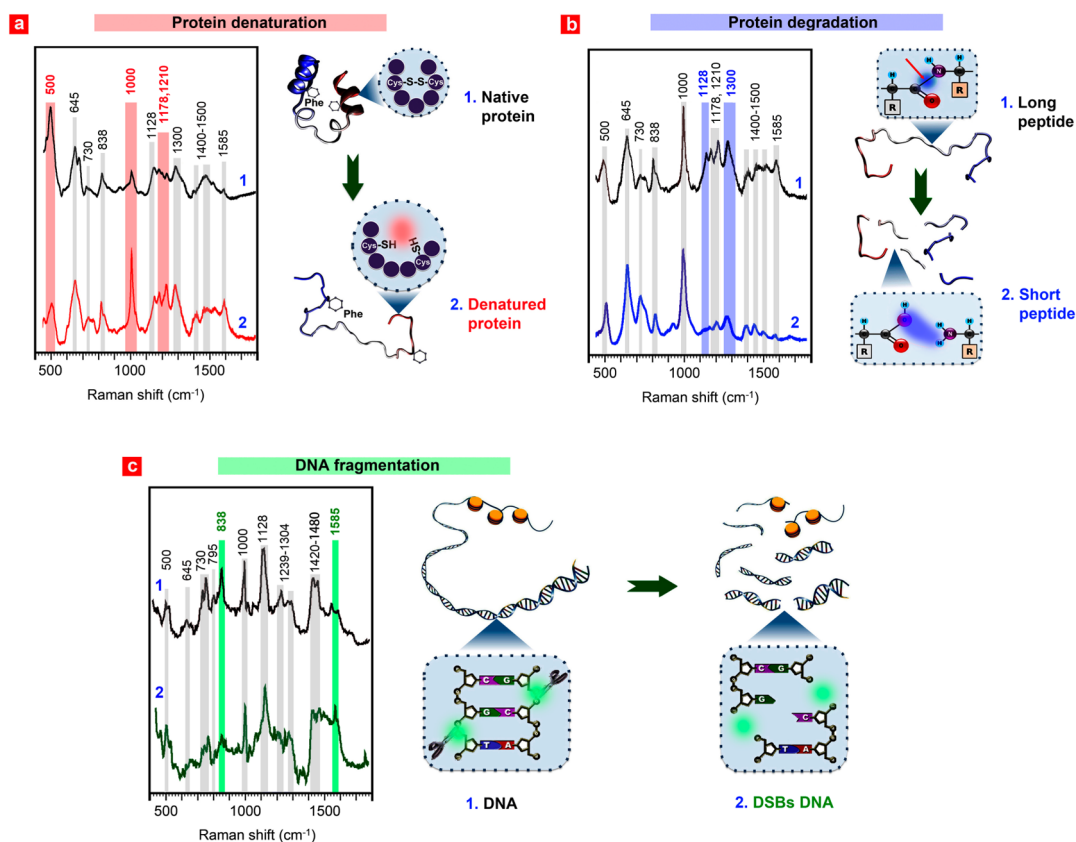 a
Protein denaturation
500
645
730
838
1000
1128
1178,1210
1300
1400-1500
1585
1
2
500
1000
1500
Raman shift (cm-1)
Phe
Cys-S-S-Cys
1. Native
protein
Cys-SH
SH
Cys
Phe
2. Denatured
protein
b
Protein degradation
500
645
730
838
1000
1128
1178, 1210
1300
1400-1500
1585
1
2
500
1000
1500
Raman shift (cm-1)
H
H
N
H
R
O
R
1. Long
peptide
H
H
H
N
H
H
R
R
2. Short
peptide
c
DNA fragmentation
500
645
730
795
838
1000
1128
1239-1304
1420-1480
1585
1
2
500
1000
1500
Raman shift (cm-1)
C G
G C
T A
1. DNA
C G
G
C
T A
2. DSBs DNA